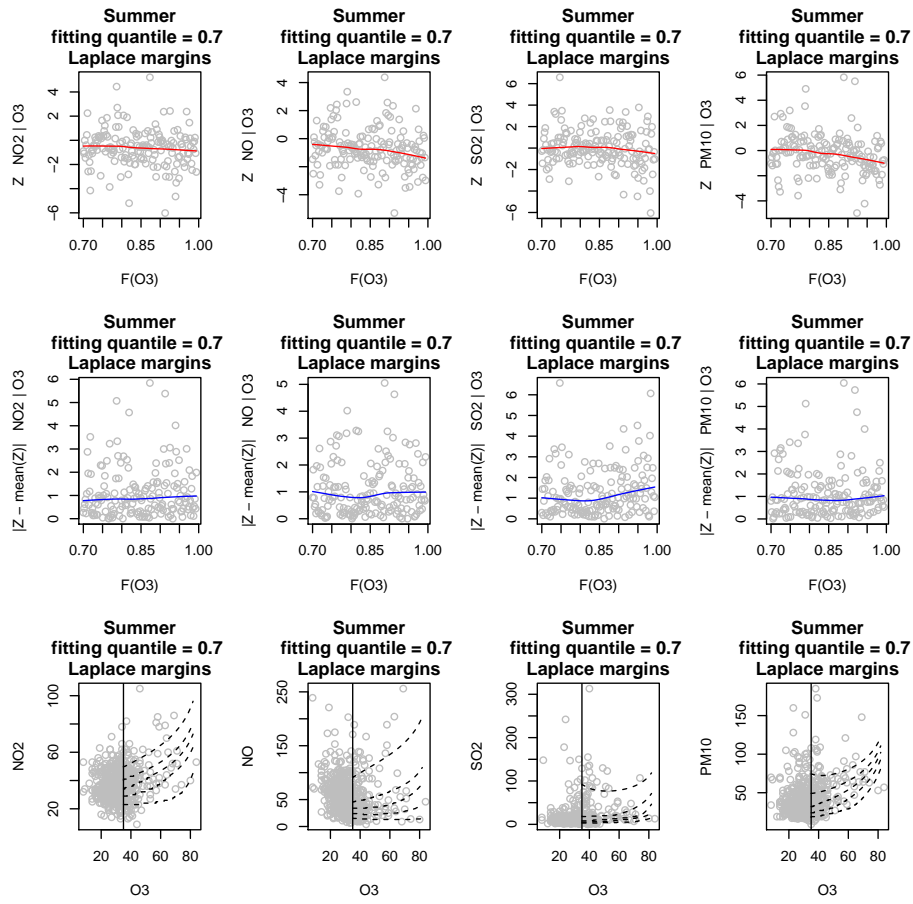 Summer
fitting quantile = 0.7
Laplace margins
Z   NO2 | O3
4
2
−2
−6
0.70 0.85 1.00
F(O3)
Summer
fitting quantile = 0.7
Laplace margins
Z   NO | O3
4
2
0
−4
0.70 0.85 1.00
F(O3)
Summer
fitting quantile = 0.7
Laplace margins
Z   SO2 | O3
6
4
2
0
−2
−6
0.70 0.85 1.00
F(O3)
Summer
fitting quantile = 0.7
Laplace margins
Z   PM10 | O3
6
4
2
0
−4
0.70 0.85 1.00
F(O3)
Summer
fitting quantile = 0.7
Laplace margins
|Z − mean(Z)|   NO2 | O3
6
5
4
3
2
1
0
0.70 0.85 1.00
F(O3)
Summer
fitting quantile = 0.7
Laplace margins
|Z − mean(Z)|   NO | O3
5
4
3
2
1
0
0.70 0.85 1.00
F(O3)
Summer
fitting quantile = 0.7
Laplace margins
|Z − mean(Z)|   SO2 | O3
6
5
4
3
2
1
0
0.70 0.85 1.00
F(O3)
Summer
fitting quantile = 0.7
Laplace margins
|Z − mean(Z)|   PM10 | O3
6
5
4
3
2
1
0
0.70 0.85 1.00
F(O3)
Summer
fitting quantile = 0.7
Laplace margins
NO2
100
60
20
20 40 60 80
O3
Summer
fitting quantile = 0.7
Laplace margins
NO
250
150
50
0
20 40 60 80
O3
Summer
fitting quantile = 0.7
Laplace margins
SO2
300
200
100
0
20 40 60 80
O3
Summer
fitting quantile = 0.7
Laplace margins
PM10
150
100
50
20 40 60 80
O3